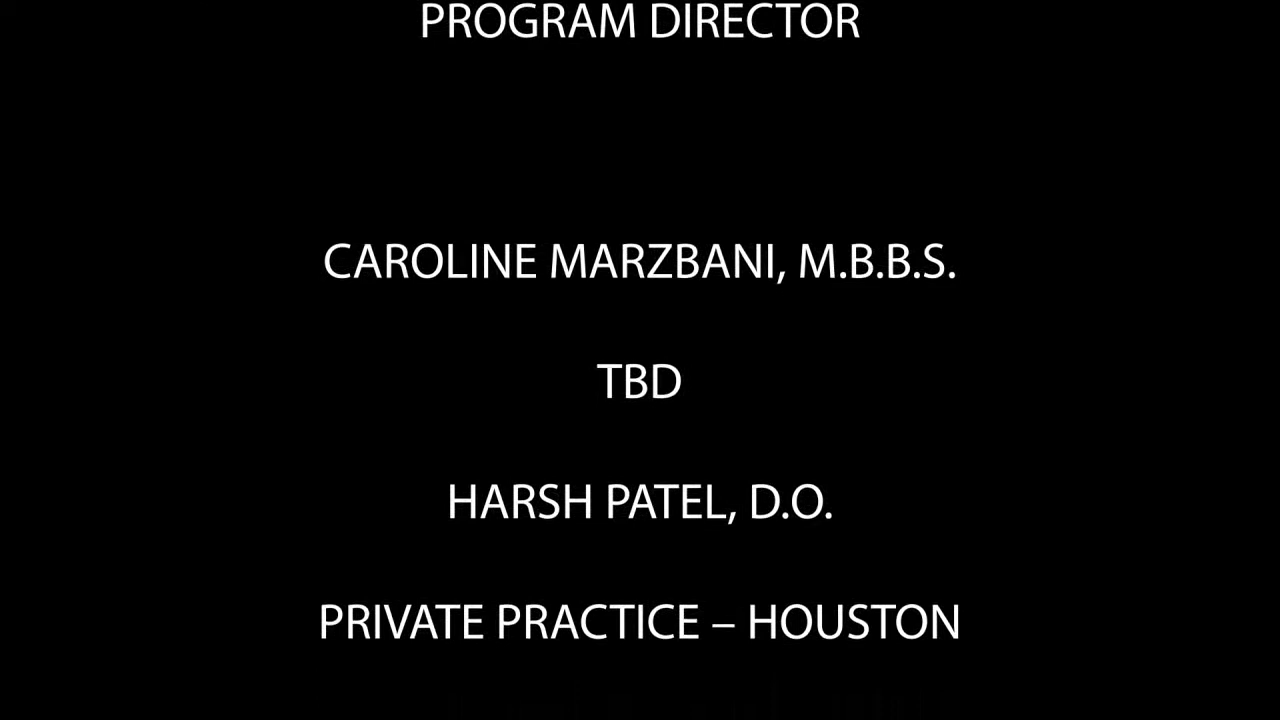 PROGRAM DIRECTOR
CAROLINE MARZBANI, M.B.B.S.
TBD
HARSH PATEL, D.O.
PRIVATE PRACTICE – HOUSTON